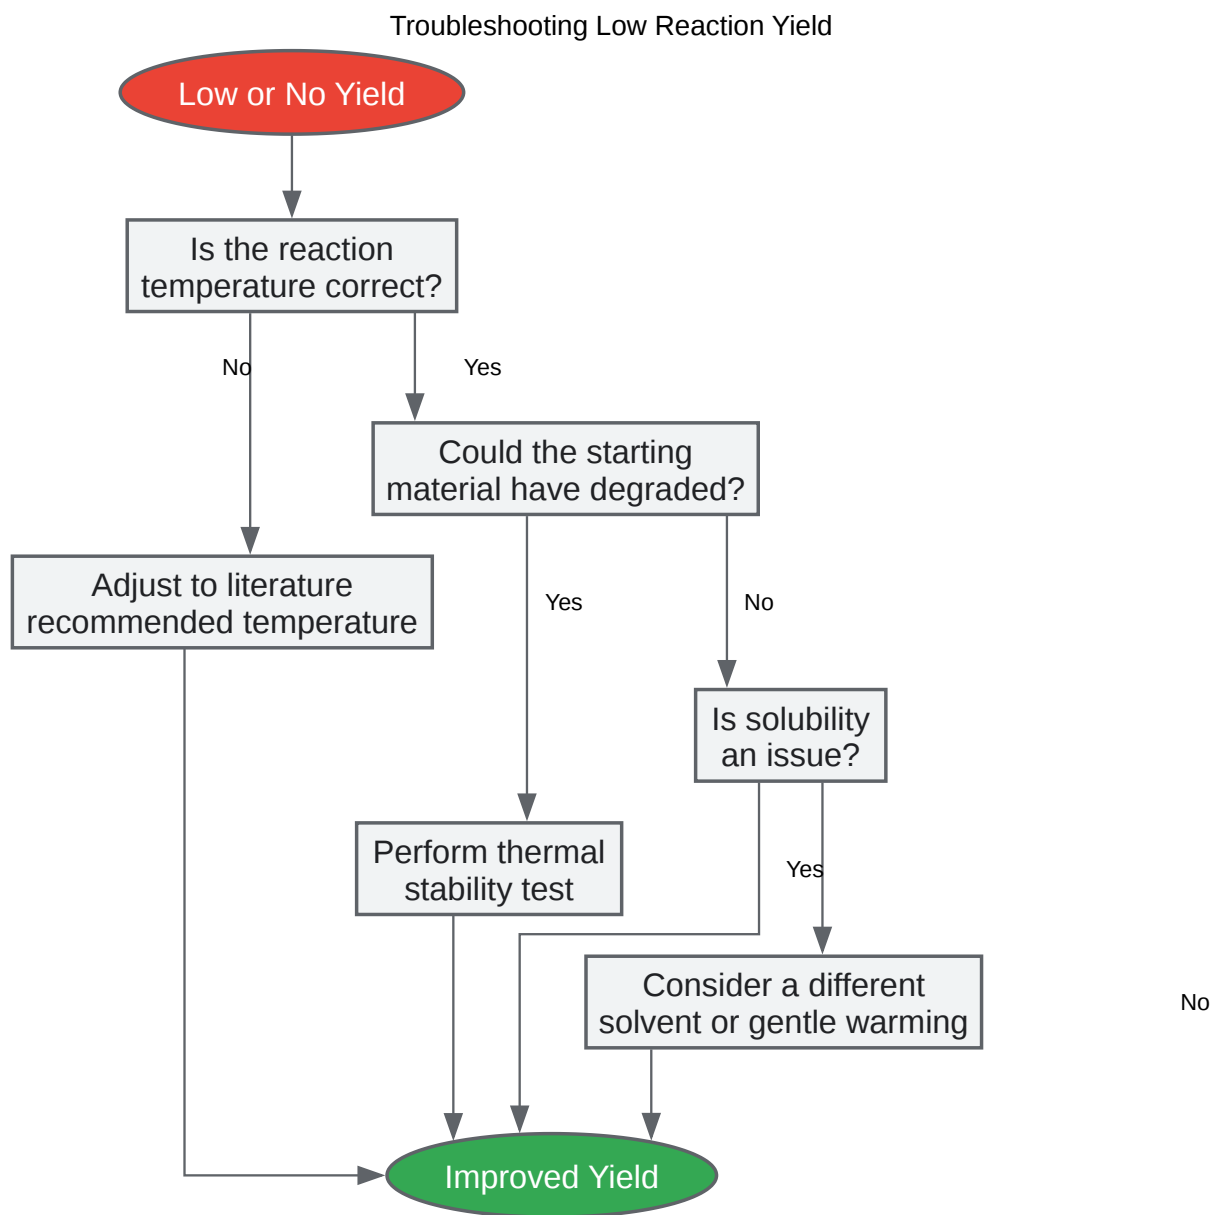 Troubleshooting Low Reaction Yield
Low or No Yield
Is the reaction
temperature correct?
No
Yes
Could the starting
material have degraded?
Adjust to literature
recommended temperature
Yes
No
Is solubility
an issue?
Perform thermal
stability test
Yes
Consider a different
solvent or gentle warming
No
Improved Yield